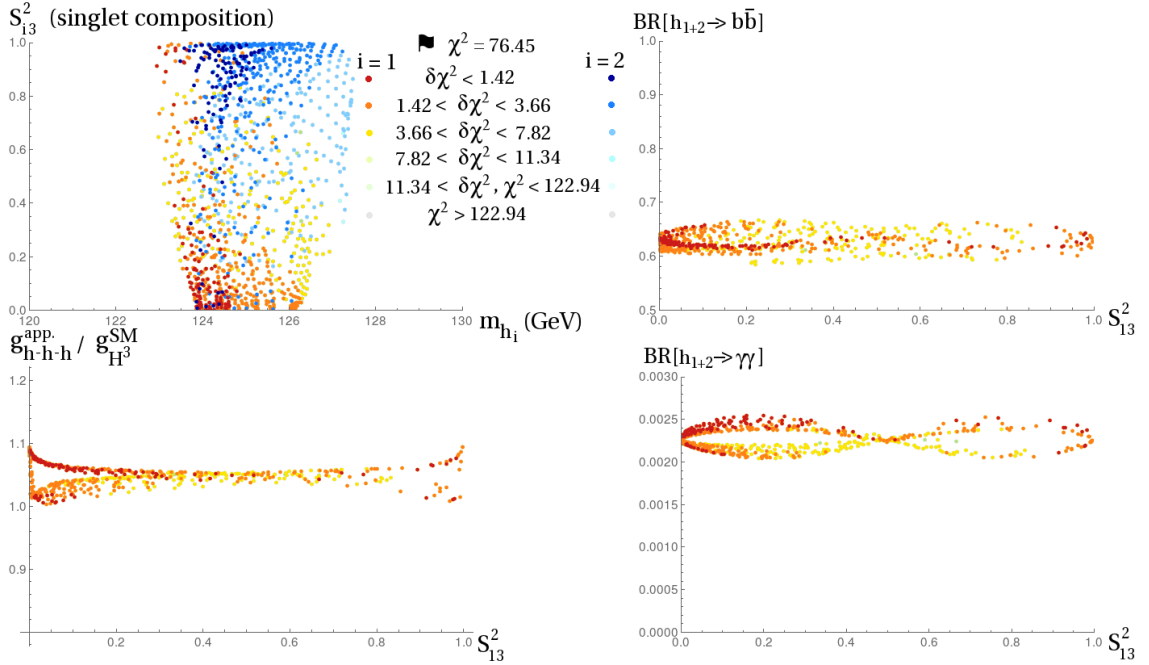 S²ᵢ₃ (singlet composition)
1.0
0.8
0.6
0.4
0.2
0.0
120
122
124
126
128
130
m_hᵢ (GeV)
χ² = 76.45
i = 1
i = 2
δχ² < 1.42
1.42 < δχ² < 3.66
3.66 < δχ² < 7.82
7.82 < δχ² < 11.34
11.34 < δχ² , χ² < 122.94
χ² > 122.94
BR[h₁₊₂-> bb̄]
1.0
0.9
0.8
0.7
0.6
0.5
0.0
0.2
0.4
0.6
0.8
1.0
S²₁₃
g^app._h-h-h / g^SM_H³
1.2
1.1
1.0
0.9
0.2
0.4
0.6
0.8
1.0
S²₁₃
BR[h₁₊₂-> γγ]
0.0030
0.0025
0.0020
0.0015
0.0010
0.0005
0.0000
0.0
0.2
0.4
0.6
0.8
1.0
S²₁₃